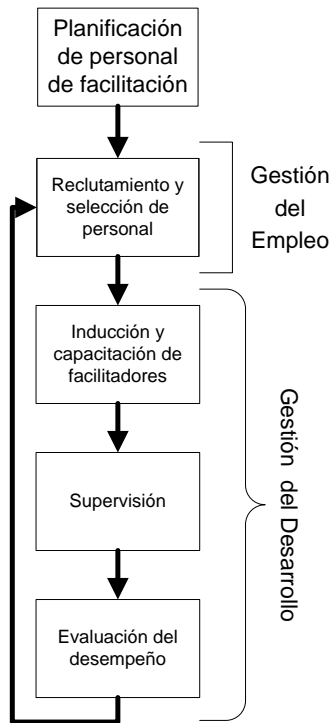 Planificación
de personal
de facilitación
Reclutamiento y
selección de
personal
Gestión
del
Empleo
Inducción y
capacitación de
facilitadores
Supervisión
Evaluación del
desempeño
Gestión del Desarrollo